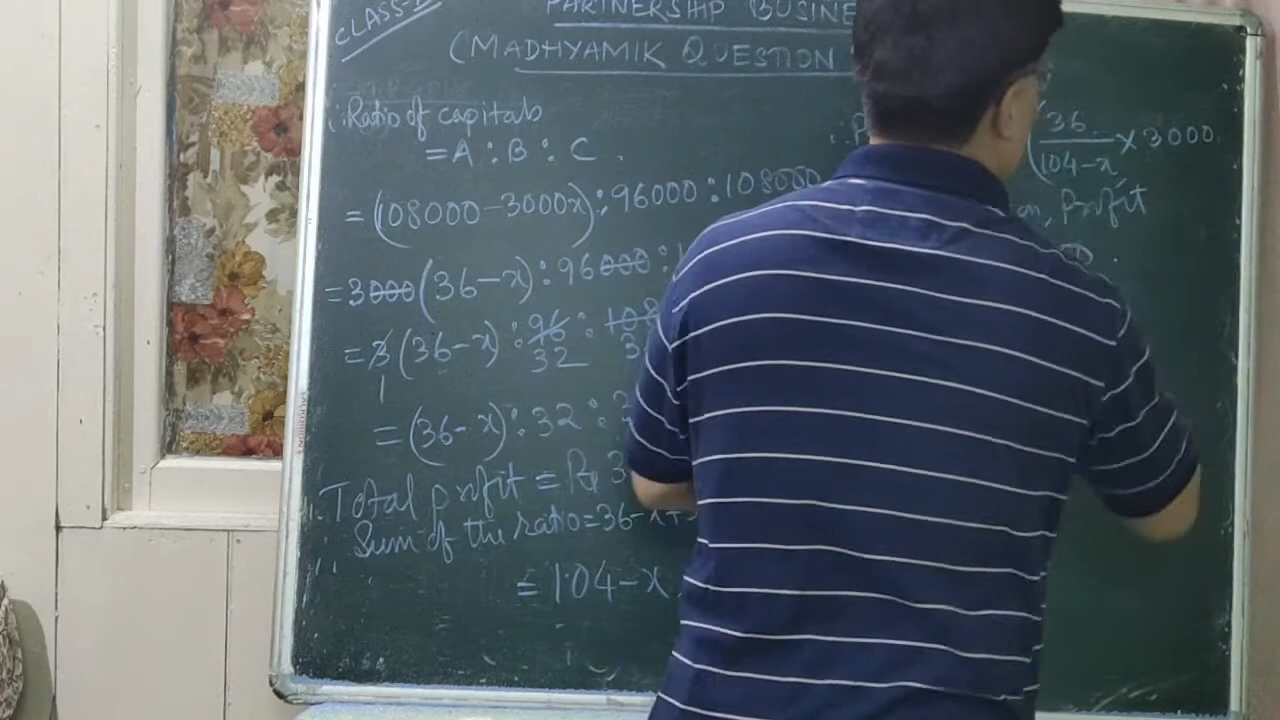 CLASS-
PARTNERSHIP BUSINE
(MADHYAMIK QUESTION
∴ Ratio of capitals
= A : B : C .
= (108000-3000x) : 96000 : 108000
= 3000 (36-x) : 96000 :
= 3 (36-x) : 96 : 108
1 32 3
= (36-x) : 32 : 3
∴ Total profit = Rs 3
∴ Sum of the ratio = 36-x+3
= 104-x
∴ P
(36/104-x × 3000
Profit